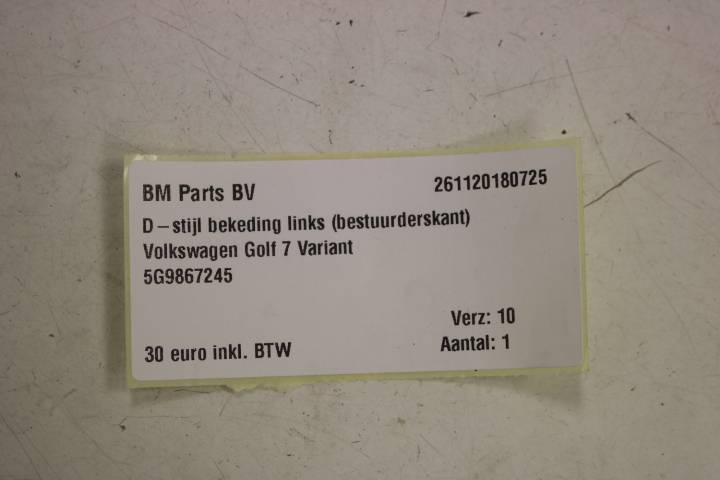 BM Parts BV 261120180725
D-stijl bekeding links (bestuurderskant)
Volkswagen Golf 7 Variant
5G9867245
Verz: 10
30 euro inkl. BTW Aantal: 1